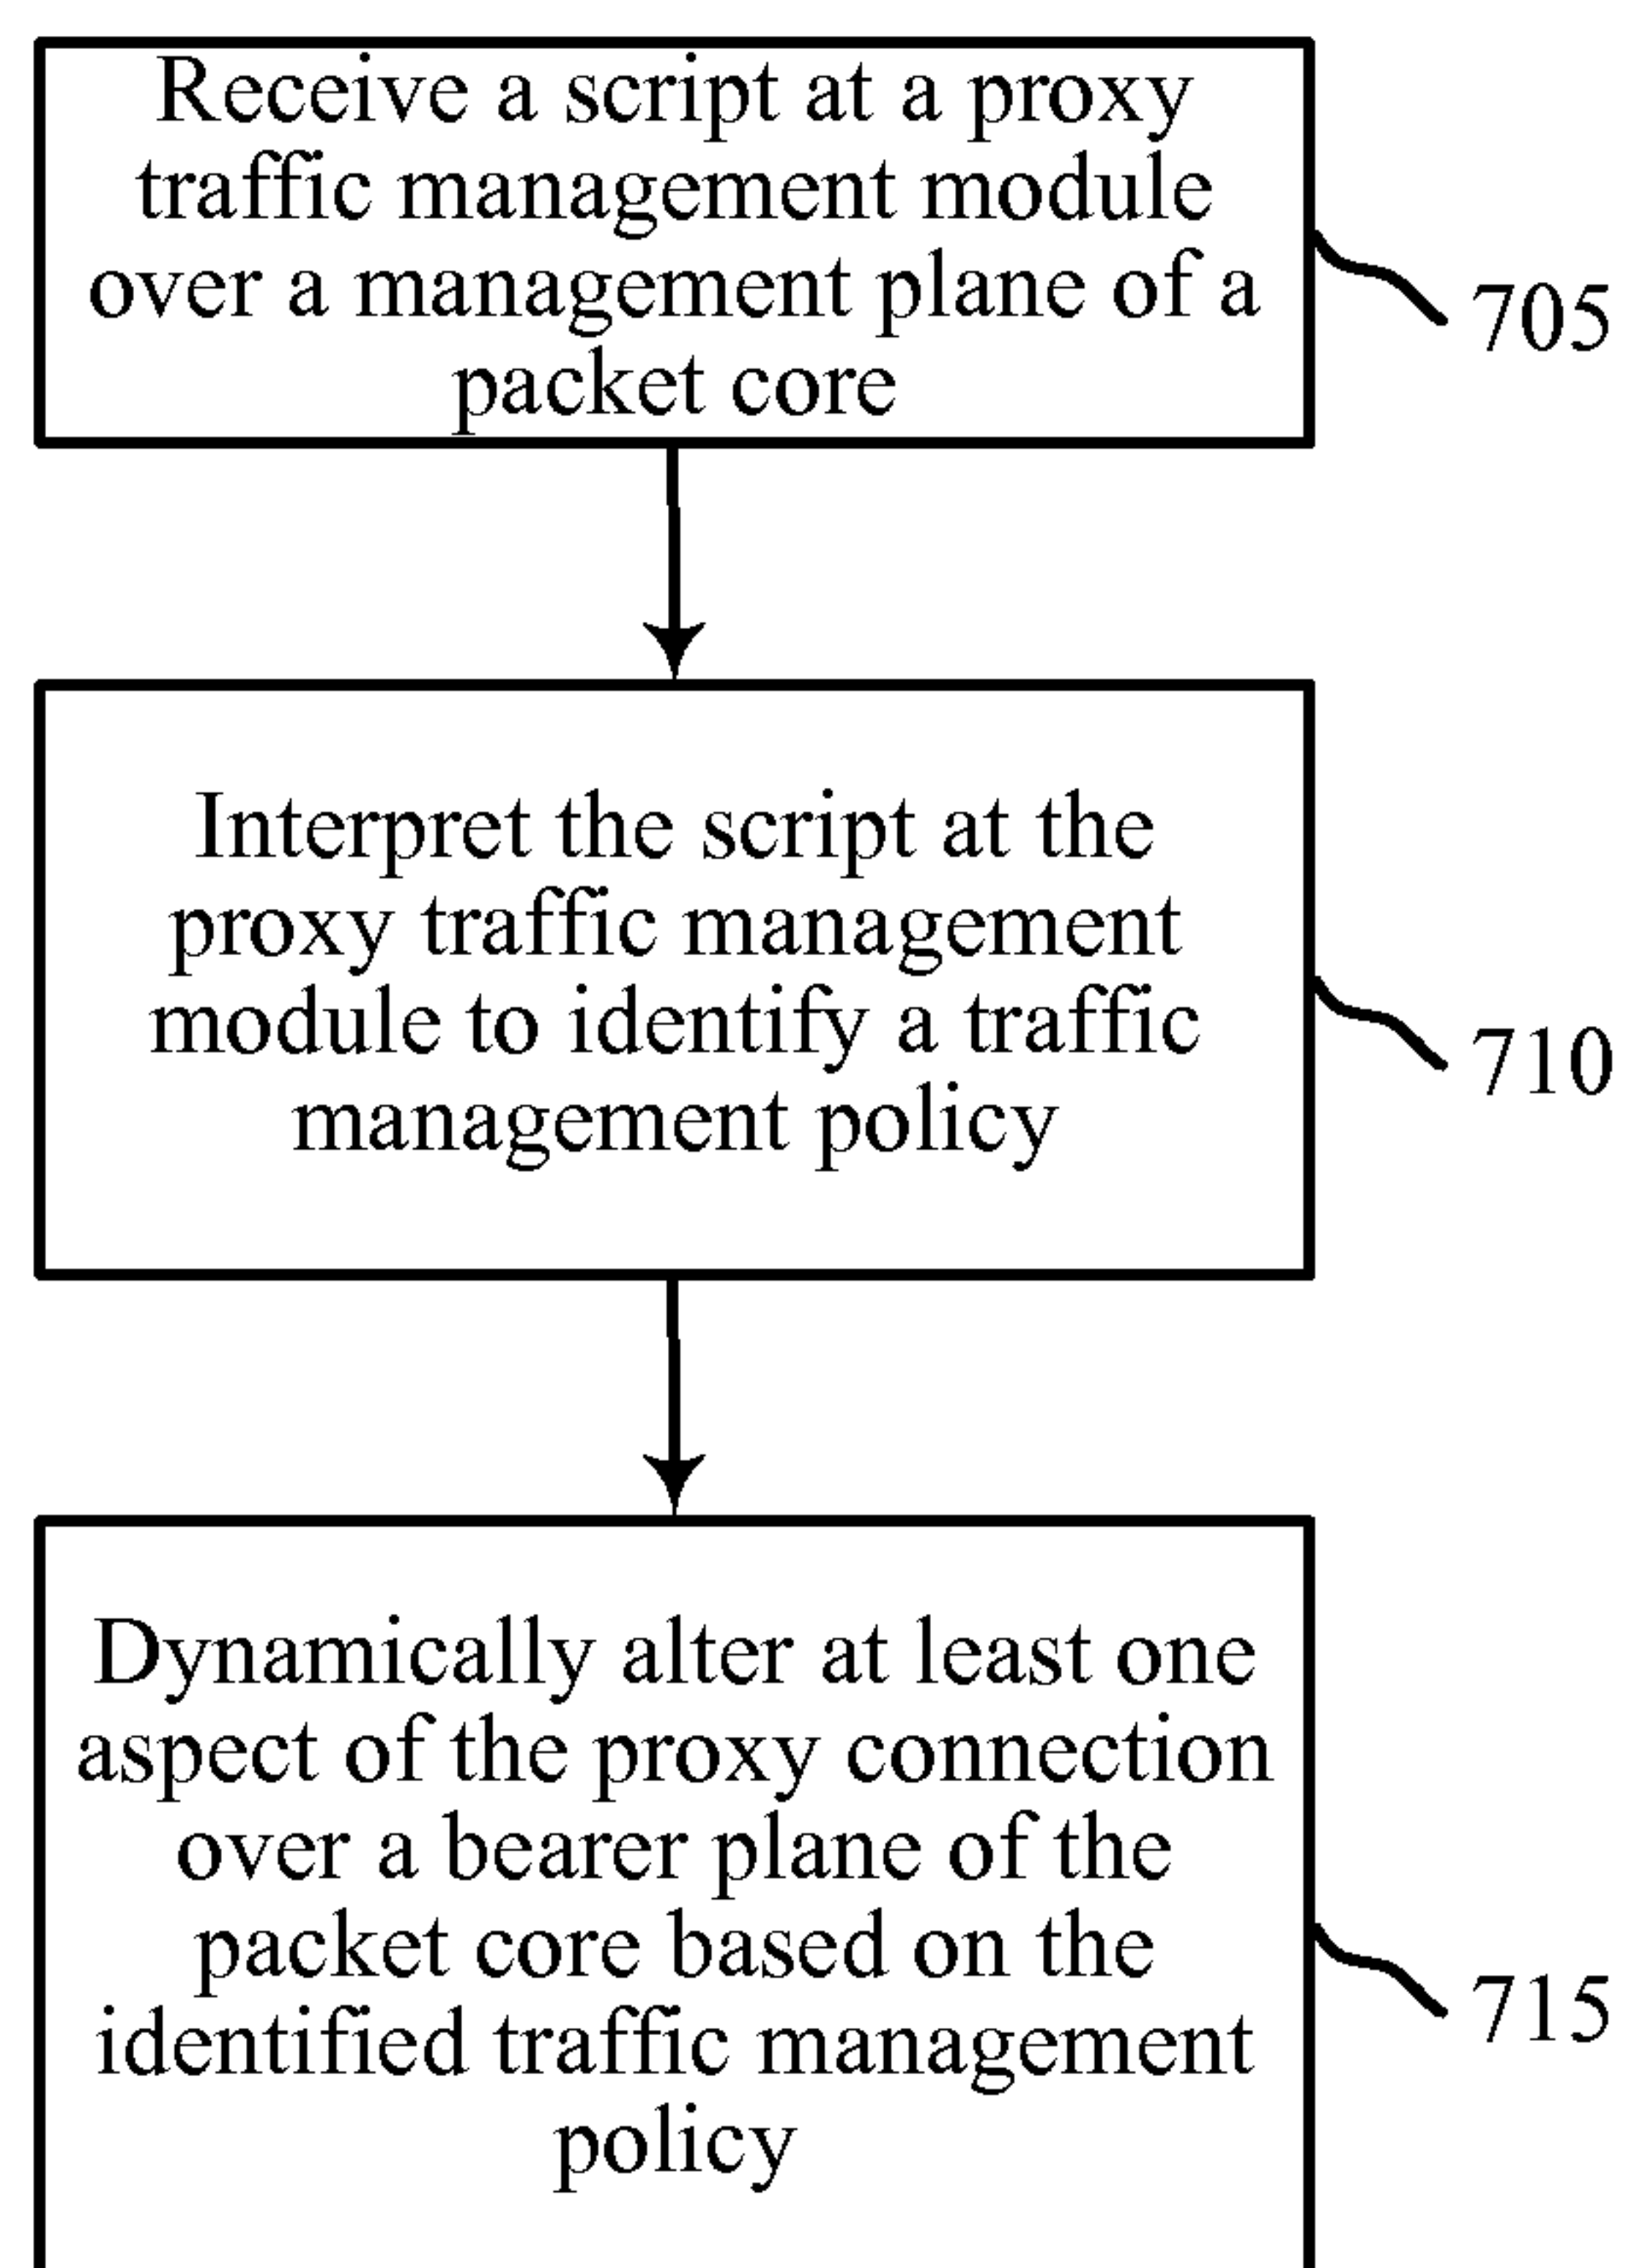 Receive a script at a proxy
traffic management module
over a management plane of a
packet core
705
Interpret the script at the
proxy traffic management
module to identify a traffic
management policy
710
Dynamically alter at least one
aspect of the proxy connection
over a bearer plane of the
packet core based on the
identified traffic management
policy
715